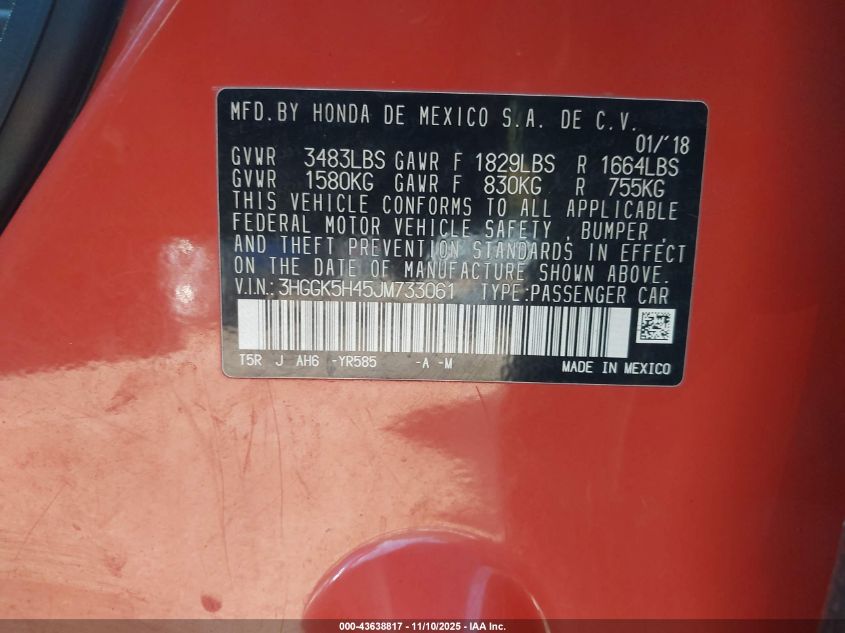 MFD.BY HONDA DE MEXICO S.A. DE C.V.
01/'18
GVWR 3483LBS GAWR F 1829LBS R 1664LBS
GVWR 1580KG GAWR F 830KG R 755KG
THIS VEHICLE CONFORMS TO ALL APPLICABLE
FEDERAL MOTOR VEHICLE SAFETY , BUMPER ,
AND THEFT PREVENTION STANDARDS IN EFFECT
ON THE DATE OF MANUFACTURE SHOWN ABOVE.
V.I.N.: 3HGGK5H45JM733061 TYPE:PASSENGER CAR
T5R J AH6 -YR585 -A -M
MADE IN MEXICO
000-43638817 - 11/10/2025 - IAA Inc.